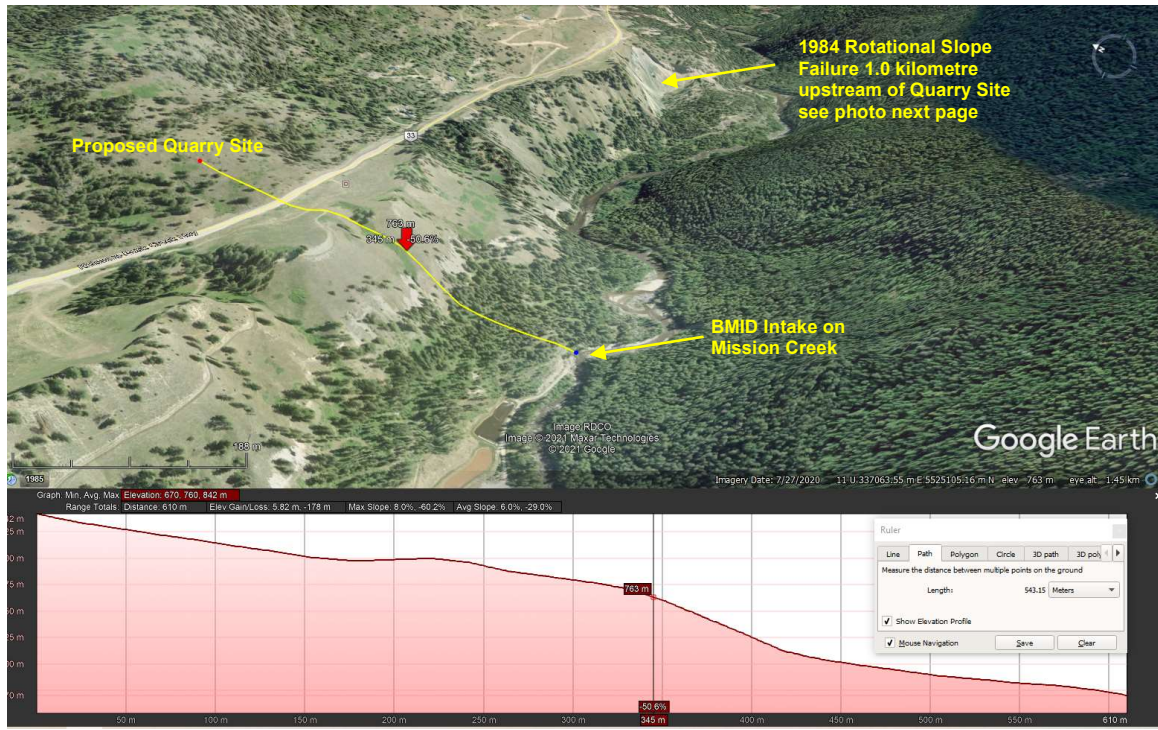 1984 Rotational Slope
Failure 1.0 kilometre
upstream of Quarry Site
see photo next page
N
Proposed Quarry Site
33
763 m
345 m -50.6%
BMID Intake on
Mission Creek
188 m
Image RDCO
Image © 2021 Maxar Technologies
© 2021 Google
Google Earth
1985
Imagery Date: 7/27/2020 11 U 337063.55 m E 5525105.16 m N elev 763 m eye alt 1.45 km
Graph: Min, Avg, Max Elevation: 670, 760, 842 m
Range Totals: Distance: 610 m Elev Gain/Loss: 5.82 m, -178 m Max Slope: 8.0%, -60.2% Avg Slope: 6.0%, -29.0%
763 m
-50.6%
50 m 100 m 150 m 200 m 250 m 300 m 345 m 400 m 450 m 500 m 550 m 610 m
Ruler
Line Path Polygon Circle 3D path 3D poly
Measure the distance between multiple points on the ground
Length: 543.15 Meters
Show Elevation Profile
Mouse Navigation Save Clear